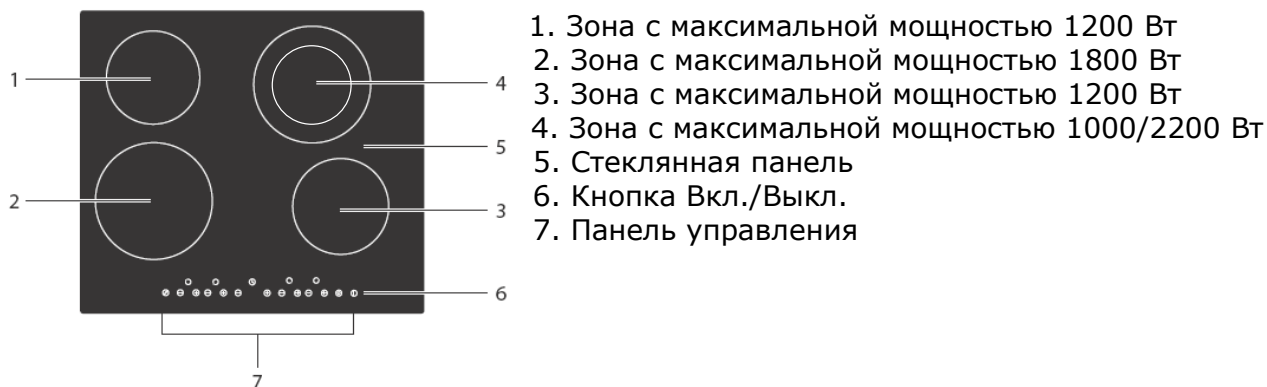 1. Зона с максимальной мощностью 1200 Вт
2. Зона с максимальной мощностью 1800 Вт
3. Зона с максимальной мощностью 1200 Вт
4. Зона с максимальной мощностью 1000/2200 Вт
5. Стеклянная панель
6. Кнопка Вкл./Выкл.
7. Панель управления
1
4
5
2
3
6
7